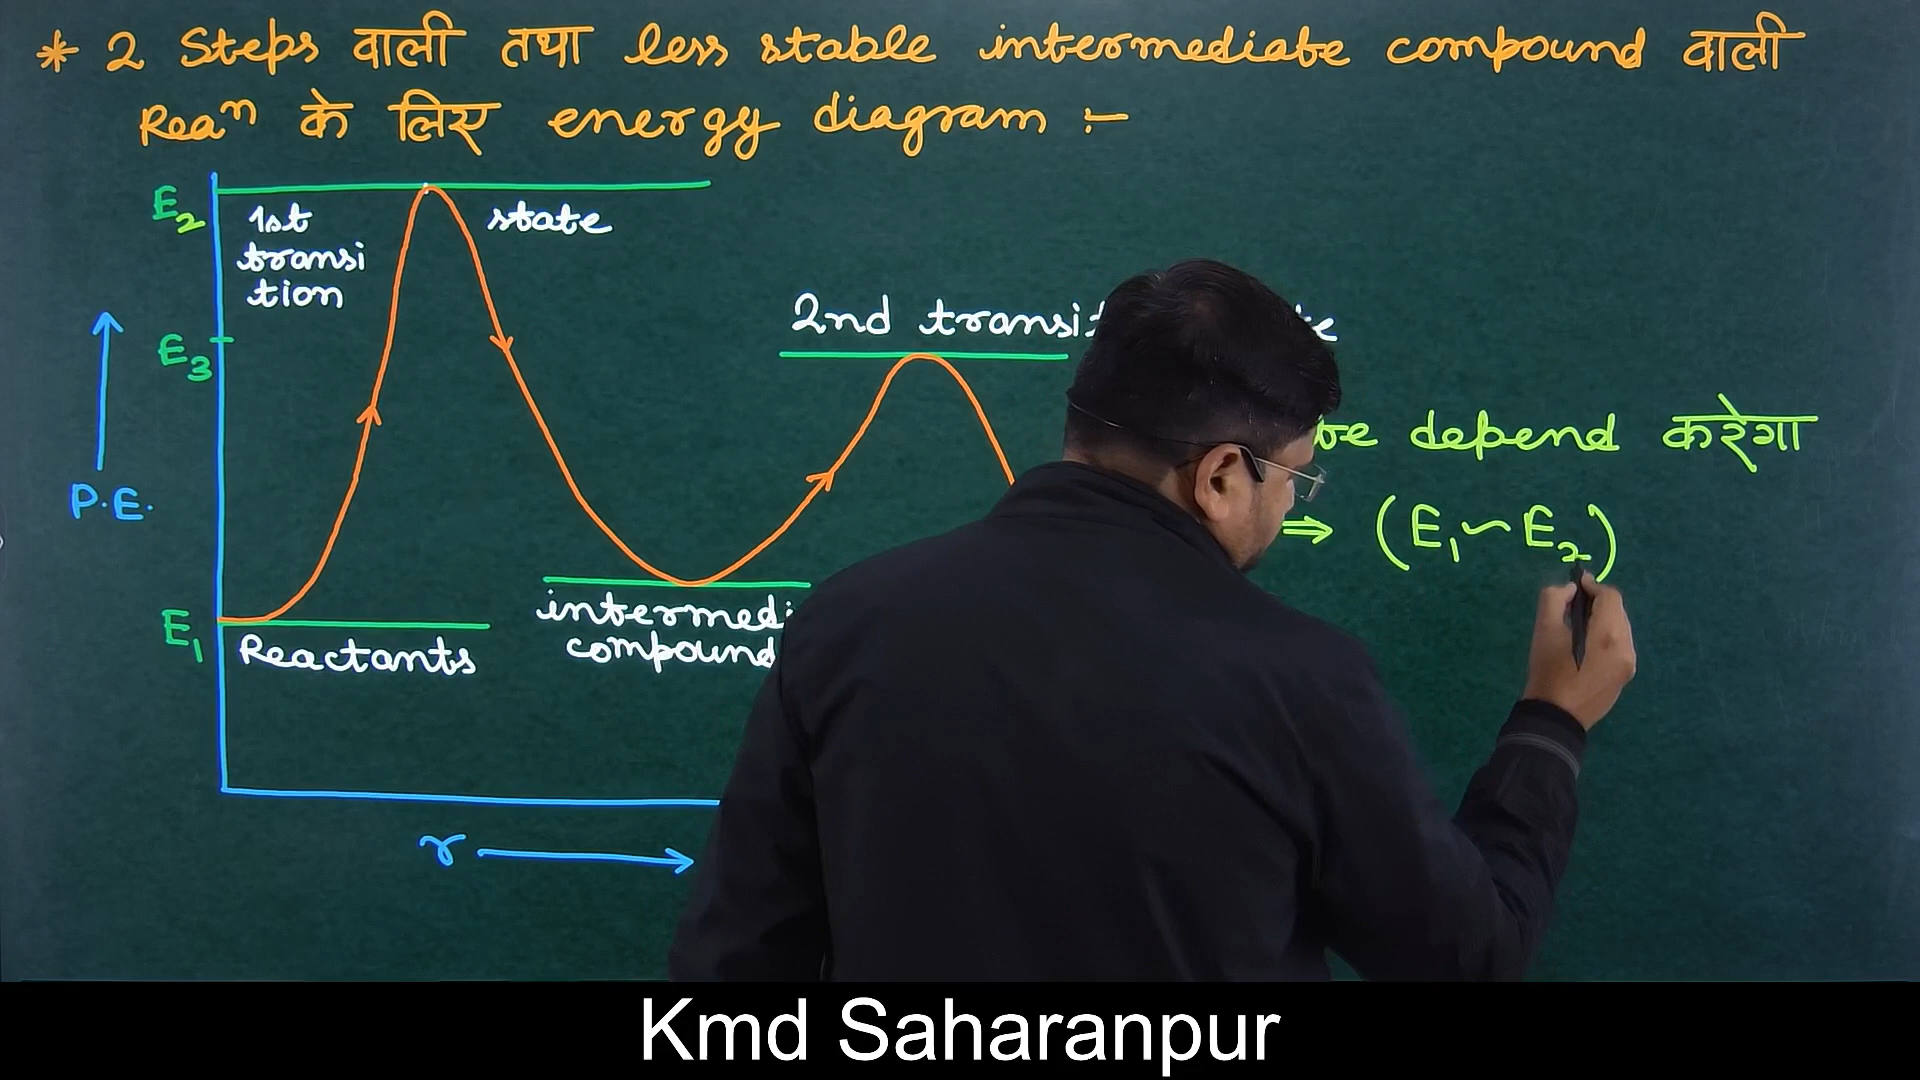 * 2 Steps वाली तथा less stable intermediate compound वाली
Reaⁿ के लिए energy diagram :-
E₂
1st
transi
tion
state
E₃
2nd
P.E.
depend करेगा
⇒ (E₁ ~ E₂)
E₁
Reactants
compound
r
Kmd Saharanpur